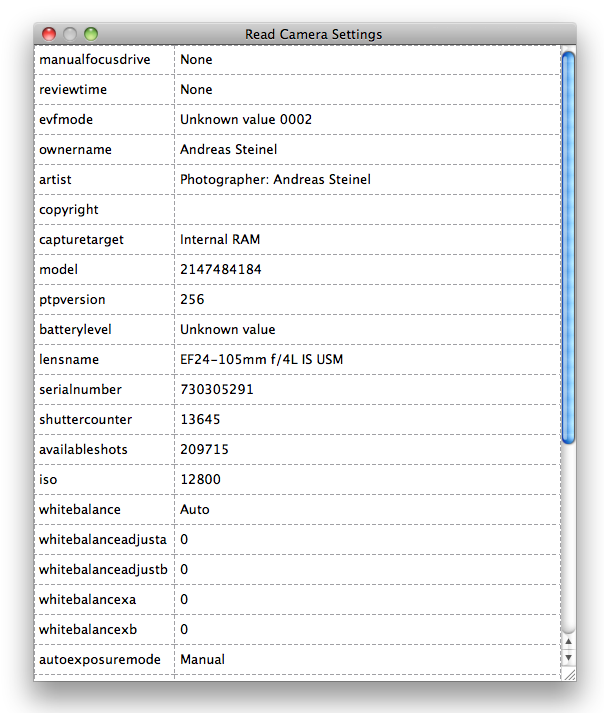 Read Camera Settings
manualfocusdrive None
reviewtime None
evfmode Unknown value 0002
ownername Andreas Steinel
artist Photographer: Andreas Steinel
copyright
capturetarget Internal RAM
model 2147484184
ptpversion 256
batterylevel Unknown value
lensname EF24-105mm f/4L IS USM
serialnumber 730305291
shuttercounter 13645
availableshots 209715
iso 12800
whitebalance Auto
whitebalanceadjusta 0
whitebalanceadjustb 0
whitebalancexa 0
whitebalancexb 0
autoexposuremode Manual